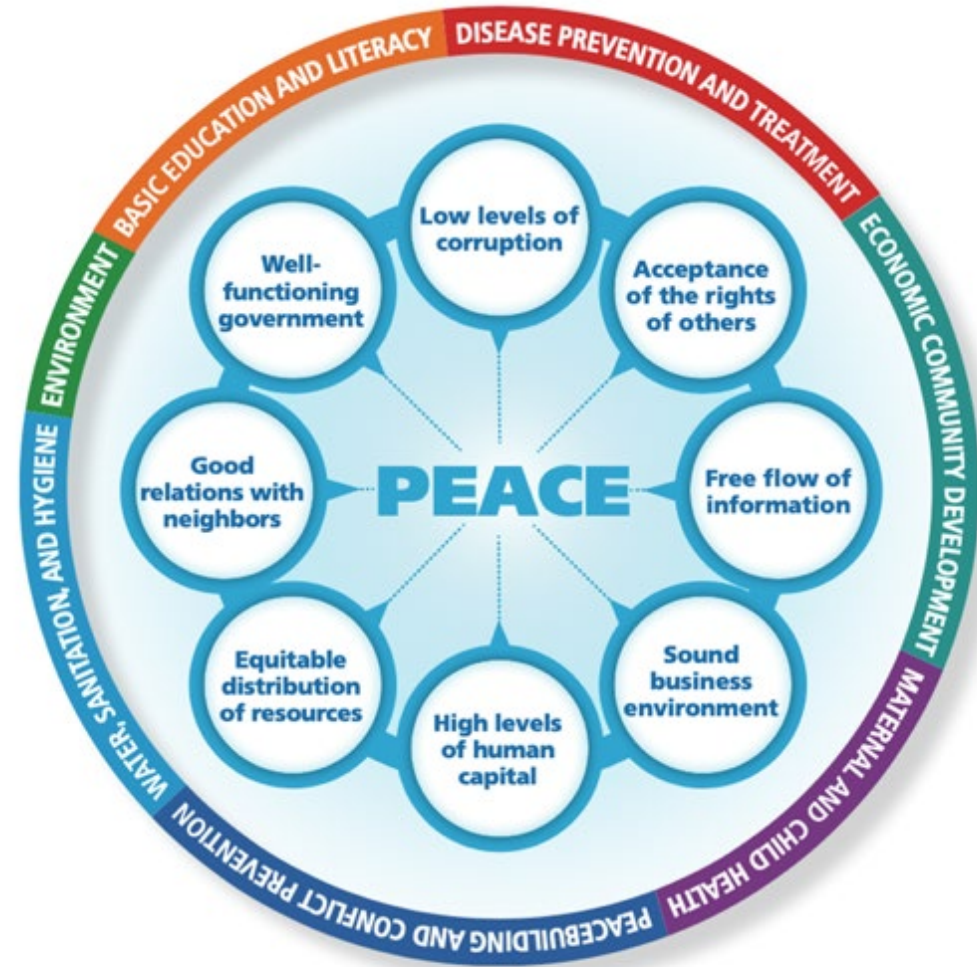 BASIC EDUCATION AND LITERACY
DISEASE PREVENTION AND TREATMENT
ECONOMIC COMMUNITY DEVELOPMENT
MATERNAL AND CHILD HEALTH
PEACEBUILDING AND CONFLICT PREVENTION
WATER, SANITATION, AND HYGIENE
ENVIRONMENT
Low levels of
corruption
Acceptance
of the rights
of others
Free flow of
information
Sound
business
environment
High levels
of human
capital
Equitable
distribution
of resources
Good
relations with
neighbors
Well-
functioning
government
PEACE